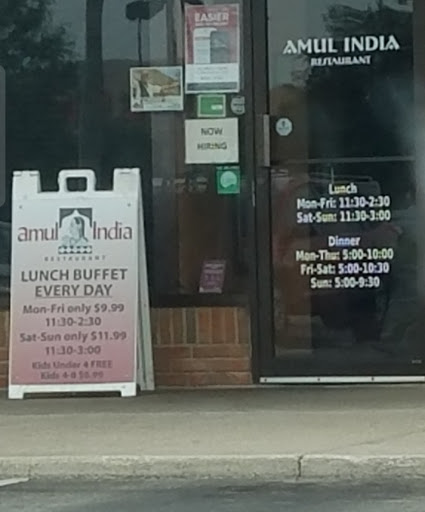 EASIER
NOW
HIRING
AMUL INDIA
RESTAURANT
Lunch
Mon-Fri: 11:30-2:30
Sat-Sun: 11:30-3:00
Dinner
Mon-Thu: 5:00-10:00
Fri-Sat: 5:00-10:30
Sun: 5:00-9:30
amul India
RESTAURANT
LUNCH BUFFET
EVERY DAY
Mon-Fri only $9.99
11:30-2:30
Sat-Sun only $11.99
11:30-3:00
Kids Under 4 FREE
Kids 4-8 $6.99